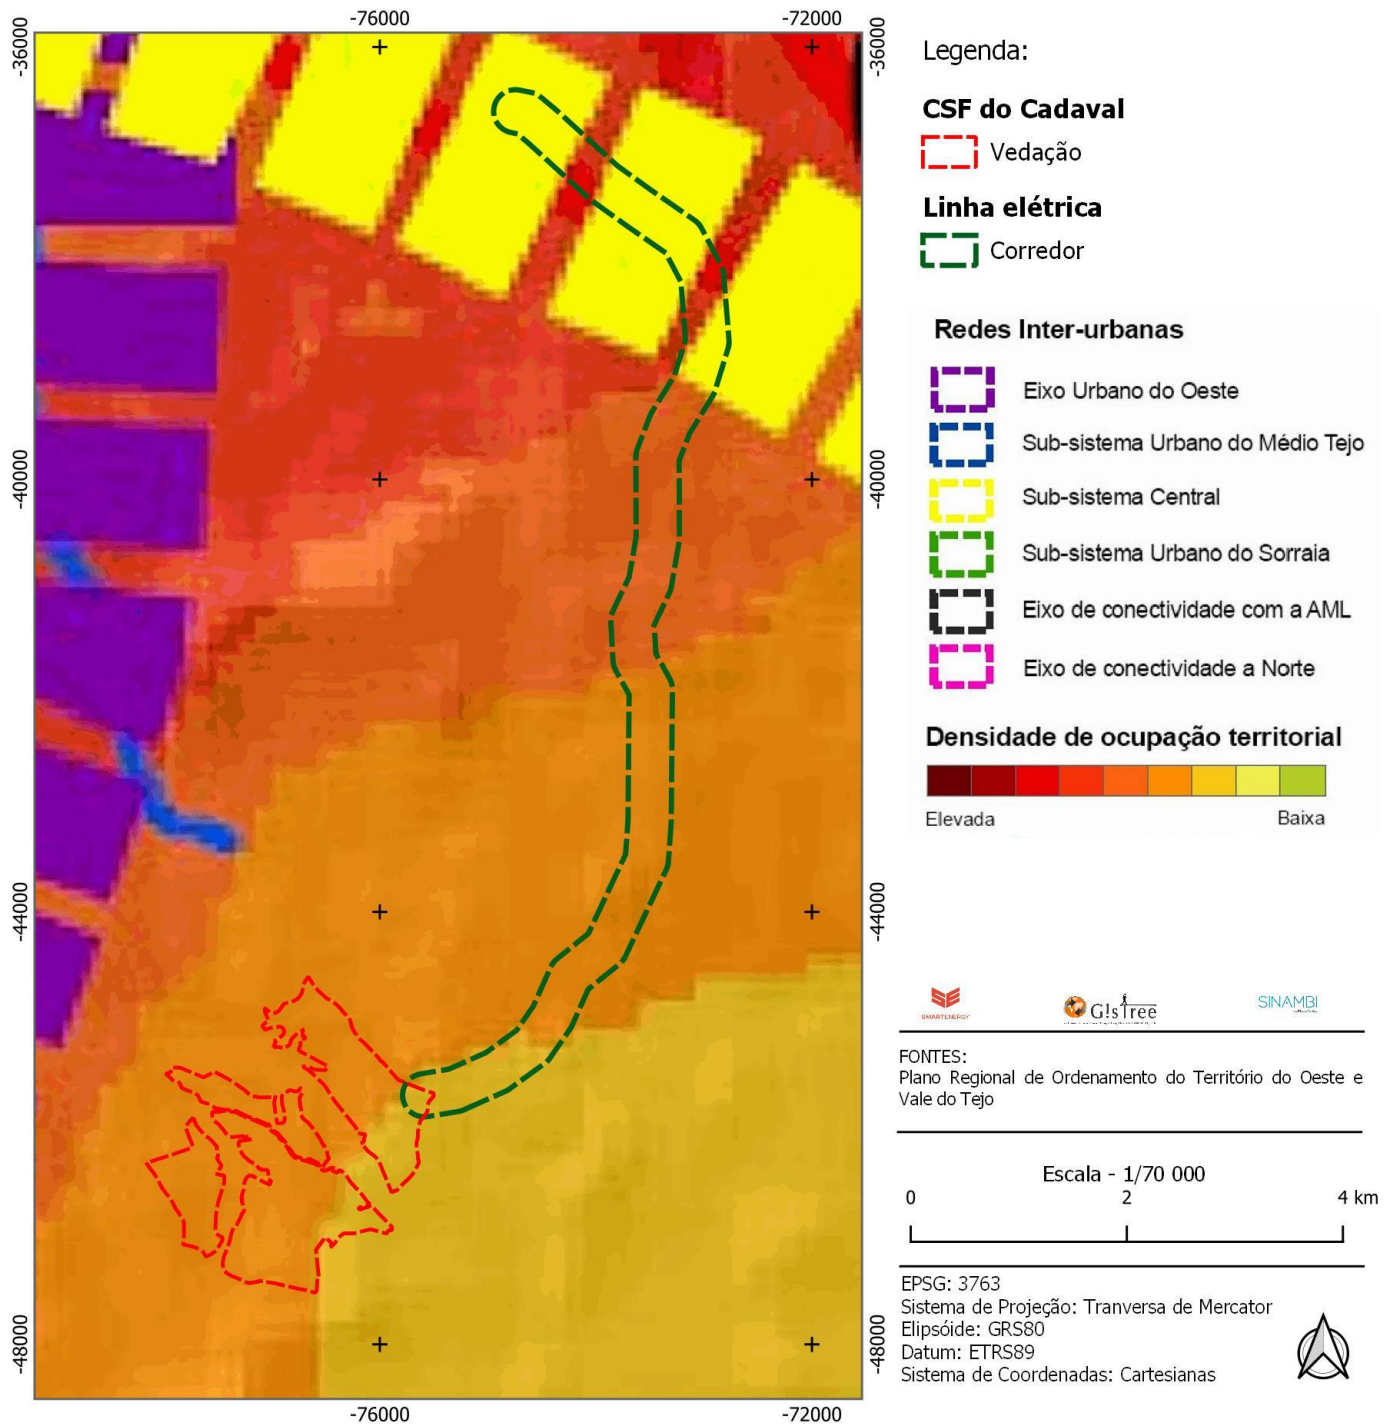 -76000
-72000
-36000
-36000
-40000
-40000
-44000
-44000
-48000
-48000
-76000
-72000
Legenda:
CSF do Cadaval
Vedação
Linha elétrica
Corredor
Redes Inter-urbanas
Eixo Urbano do Oeste
Sub-sistema Urbano do Médio Tejo
Sub-sistema Central
Sub-sistema Urbano do Sorraia
Eixo de conectividade com a AML
Eixo de conectividade a Norte
Densidade de ocupação territorial
Elevada
Baixa
SMARTENERGY
G!sTree
SINAMBI
FONTES:
Plano Regional de Ordenamento do Território do Oeste e
Vale do Tejo
Escala - 1/70 000
0 2 4 km
EPSG: 3763
Sistema de Projeção: Tranversa de Mercator
Elipsóide: GRS80
Datum: ETRS89
Sistema de Coordenadas: Cartesianas